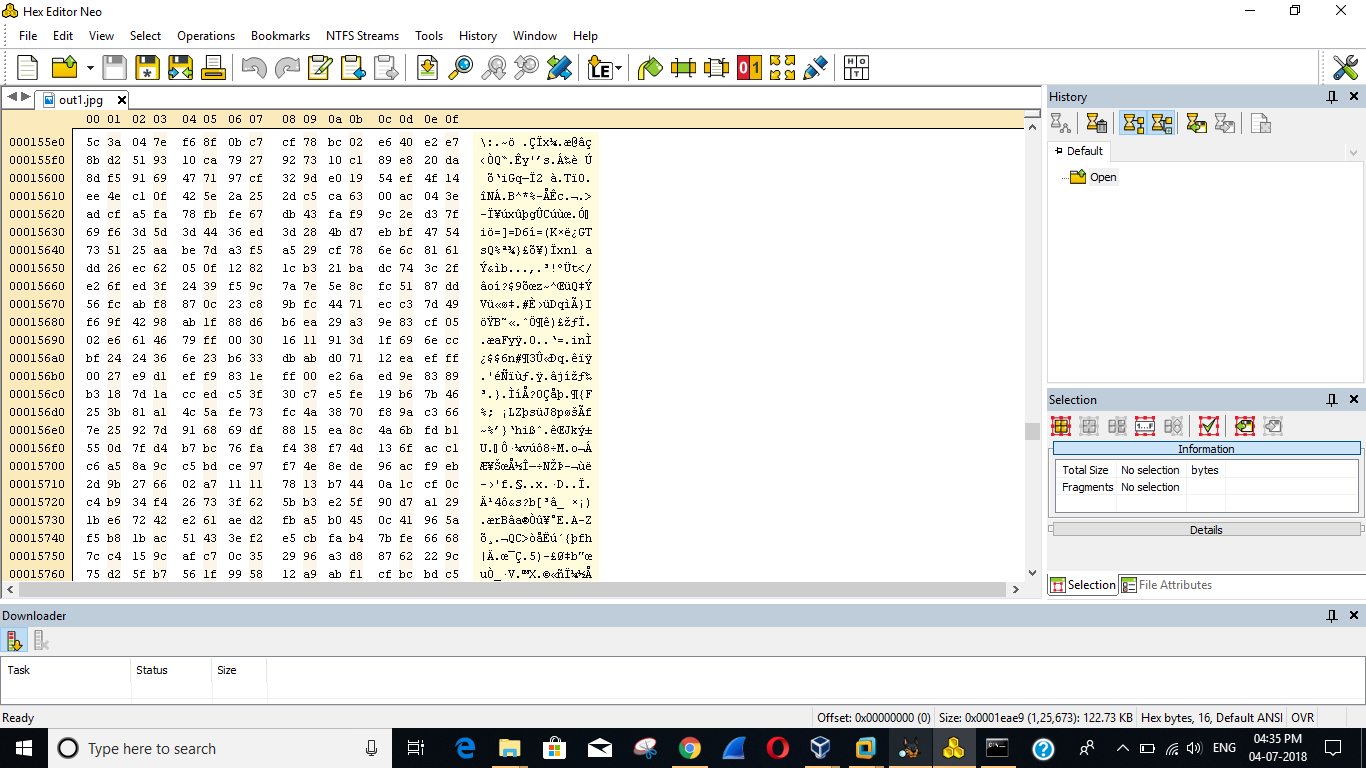 Hex Editor Neo
File Edit View Select Operations Bookmarks NTFS Streams Tools History Window Help
out1.jpg
00 01 02 03 04 05 06 07 08 09 0a 0b 0c 0d 0e 0f
000155e0 5c 3a 04 7e f6 8f 0b c7 cf 78 bc 02 e6 40 e2 e7
000155f0 8b d2 51 93 10 ca 79 27 92 73 10 c1 89 e8 20 da
00015600 8d f5 91 69 47 71 97 cf 32 9d e0 19 54 ef 4f 14
00015610 ee 4e c1 0f 42 5e 2a 25 2d c5 ca 63 00 ac 04 3e
00015620 ad cf a5 fa 78 fb fe 67 db 43 fa f9 9c 2e d3 7f
00015630 69 f6 3d 5d 3d 44 36 ed 3d 28 4b d7 eb bf 47 54
00015640 73 51 25 aa be 7d a3 f5 a5 29 cf 78 6e 6c 81 61
00015650 dd 26 ec 62 05 0f 12 82 1c b3 21 ba dc 74 3c 2f
00015660 e2 6f ed 3f 24 39 f5 9c 7a 7e 5e 8c fc 51 87 dd
00015670 56 fc ab f8 87 0c 23 c8 9b fc 44 71 ec c3 7d 49
00015680 f6 9f 42 98 ab 1f 88 d6 b6 ea 29 a3 9e 83 cf 05
00015690 02 e6 61 46 79 ff 00 30 16 11 91 3d 1f 69 6e cc
000156a0 bf 24 24 36 6e 23 b6 33 db ab d0 71 12 ea ef ff
000156b0 00 27 e9 d1 ef f9 83 1e ff 00 e2 6a ed 9e 83 89
000156c0 b3 18 7d 1a cc ed c5 3f 30 c7 e5 fe 19 b6 7b 46
000156d0 25 3b 81 a1 4c 5a fe 73 fc 4a 38 70 f8 9a c3 66
000156e0 7e 25 92 7d 91 68 69 df 88 15 ea 8c 4a 6b fd b1
000156f0 55 0d 7f d4 b7 bc 76 fa f4 38 f7 4d 13 6f ac c1
00015700 c6 a5 8a 9c c5 bd ce 97 f7 4e 8e de 96 ac f9 eb
00015710 2d 9b 27 66 02 a7 11 11 78 13 b7 44 0a 1c cf 0c
00015720 c4 b9 34 f4 26 73 3f 62 5b b3 e2 5f 90 d7 a1 29
00015730 1b e6 72 42 e2 61 ae d2 fb a5 b0 45 0c 41 96 5a
00015740 f5 b8 1b ac 51 43 3e f2 e5 cb fa b4 7b fe 66 68
00015750 7c c4 15 9c af c7 0c 35 29 96 a3 d8 87 62 22 9c
00015760 75 d2 5f b7 56 1f 99 58 12 a9 ab f1 cf bc bd c5
History
Default
Open
Selection
Information
Total Size No selection bytes
Fragments No selection
Details
Selection File Attributes
Downloader
Task Status Size
Ready Offset: 0x00000000 (0) Size: 0x0001eae9 (1,25,673): 122.73 KB Hex bytes, 16, Default ANSI OVR
Type here to search
ENG 04:35 PM
04-07-2018